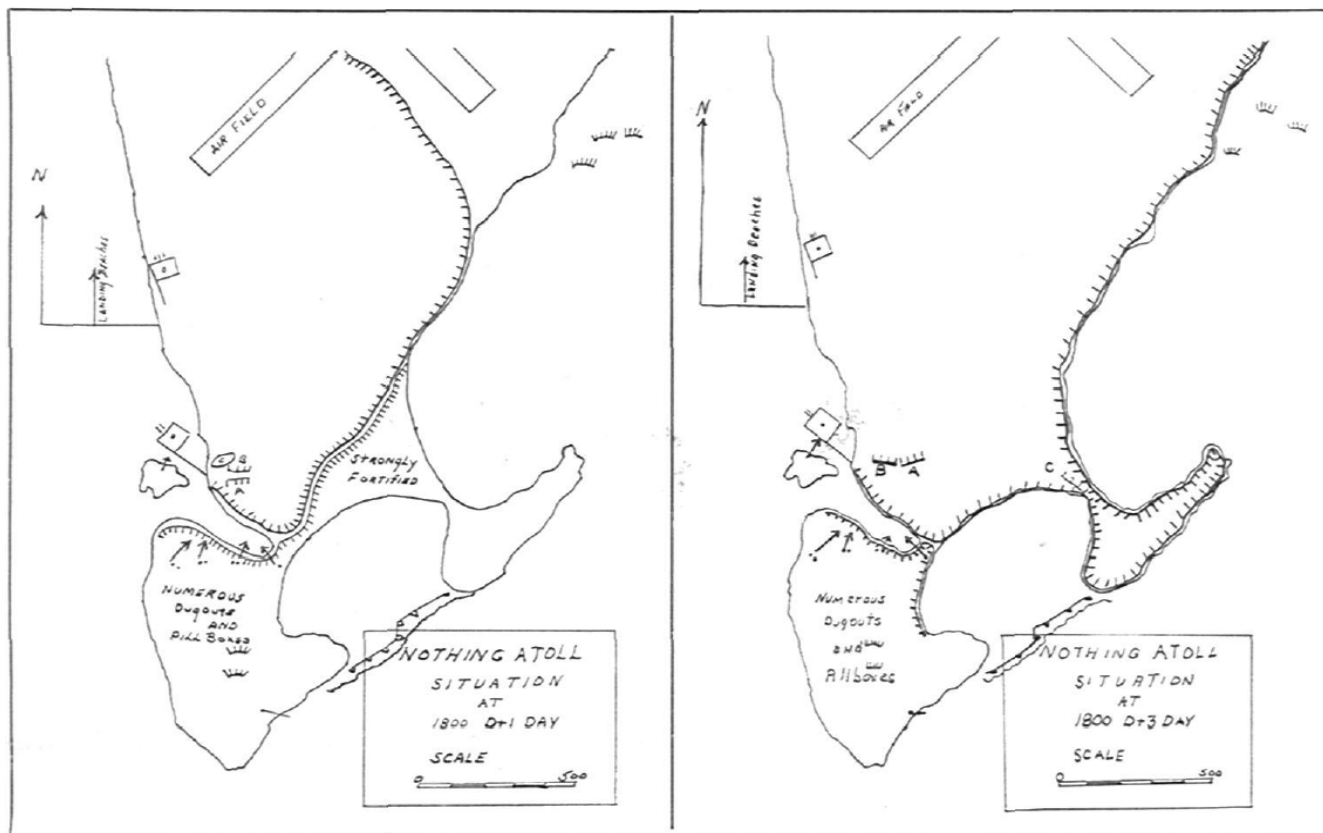 AIR FIELD
N
Landing Beaches
B
A
STRONGLY
FORTIFIED
NUMEROUS
Dugouts
AND
Pill Boxes
NOTHING ATOLL
SITUATION
AT
1800 D+1 DAY
SCALE
0 500
AIR FIELD
N
Landing Beaches
B A
C
NUMEROUS
Dugouts
and
Pillboxes
NOTHING ATOLL
SITUATION
AT
1800 D+3 DAY
SCALE
0 500